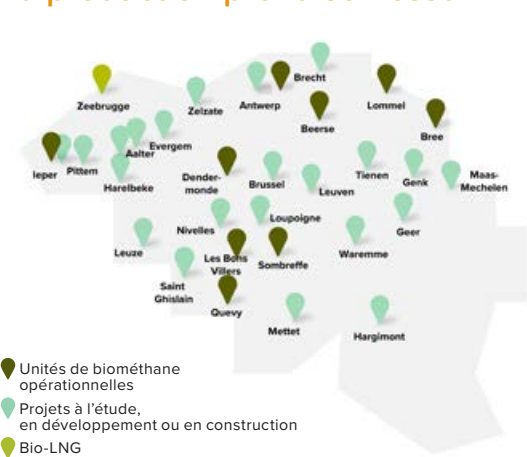 Brecht
Zeebrugge
Zelzate
Antwerp
Lommel
Beerse
Bree
Evergem
Aalter
Ieper
Pittem
Harelbeke
Dender-
monde
Brussel
Leuven
Tienen
Genk
Maas-
Mechelen
Nivelles
Loupoigne
Geer
Leuze
Les Bons
Villers
Sombreffe
Waremme
Saint
Ghislain
Quevy
Mettet
Hargimont
Unités de biométhane
opérationnelles
Projets à l'étude,
en développement ou en construction
Bio-LNG